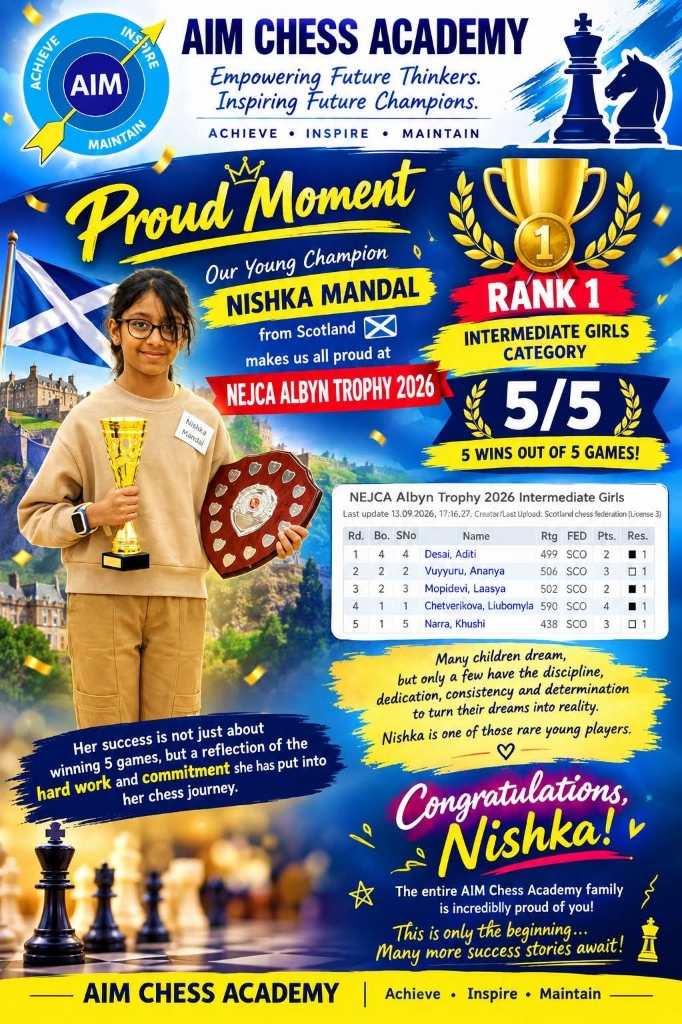 ACHIEVE
INSPIRE
AIM
MAINTAIN
AIM CHESS ACADEMY
Empowering Future Thinkers.
Inspiring Future Champions.
ACHIEVE • INSPIRE • MAINTAIN
Proud Moment
Our Young Champion
NISHKA MANDAL
from Scotland
makes us all proud at
NEJCA ALBYN TROPHY 2026
1
RANK 1
INTERMEDIATE GIRLS
CATEGORY
5/5
5 WINS OUT OF 5 GAMES!
Nishka
Mandal
NEJCA Albyn Trophy 2026 Intermediate Girls
Last update 13.09.2026, 17:16.27. Creator/Last Upload: Scotland chess federation (License 3)
Rd. Bo. SNo Name Rtg FED Pts. Res.
1 4 4 Desai, Aditi 499 SCO 2 ■ 1
2 2 2 Vuyyuru, Ananya 506 SCO 3 □ 1
3 2 3 Mopidevi, Laasya 502 SCO 2 ■ 1
4 1 1 Chetverikova, Liubomyla 590 SCO 4 ■ 1
5 1 5 Narra, Khushi 438 SCO 3 □ 1
Many children dream,
but only a few have the discipline,
dedication, consistency and determination
to turn their dreams into reality.
Nishka is one of those rare young players.
Her success is not just about
winning 5 games, but a reflection of the
hard work and commitment she has put into
her chess journey.
Congratulations,
Nishka!
The entire AIM Chess Academy family
is incrediblly proud of you!
This is only the beginning...
Many more success stories await!
AIM CHESS ACADEMY | Achieve • Inspire • Maintain